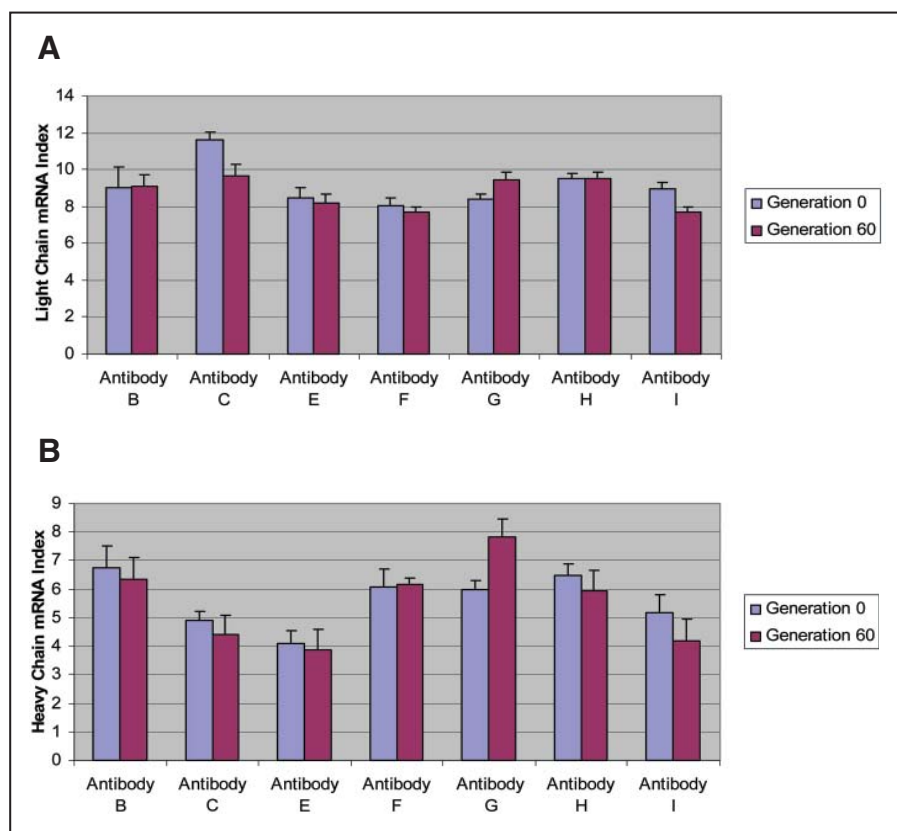 A
Light Chain mRNA Index
14
12
10
8
6
4
2
0
Antibody B
Antibody C
Antibody E
Antibody F
Antibody G
Antibody H
Antibody I
Generation 0
Generation 60
B
Heavy Chain mRNA Index
9
8
7
6
5
4
3
2
1
0
Antibody B
Antibody C
Antibody E
Antibody F
Antibody G
Antibody H
Antibody I
Generation 0
Generation 60